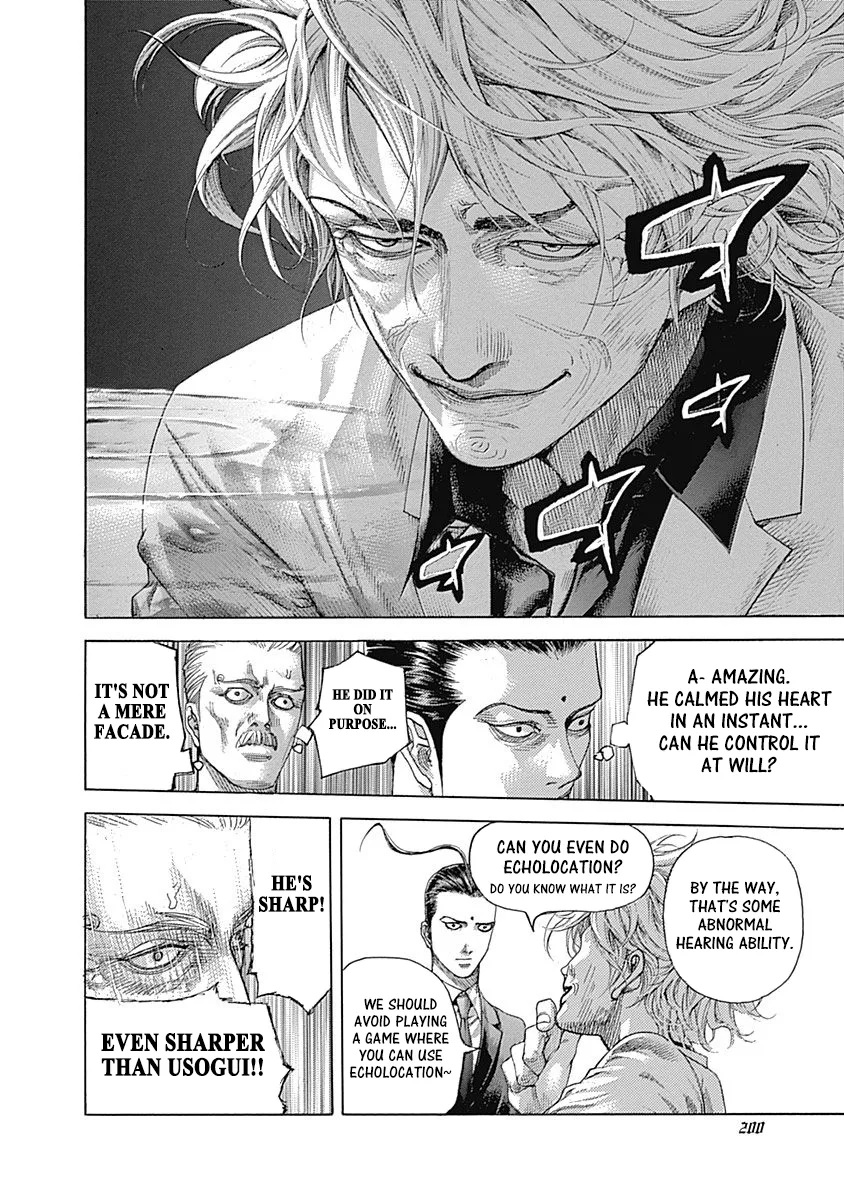 A- AMAZING.
HE CALMED HIS HEART
IN AN INSTANT...
CAN HE CONTROL IT
AT WILL?
HE DID IT
ON
PURPOSE...
IT'S NOT
A MERE
FACADE.
BY THE WAY,
THAT'S SOME
ABNORMAL
HEARING ABILITY.
CAN YOU EVEN DO
ECHOLOCATION?
DO YOU KNOW WHAT IT IS?
WE SHOULD
AVOID PLAYING
A GAME WHERE
YOU CAN USE
ECHOLOCATION~
HE'S
SHARP!
EVEN SHARPER
THAN USOGUI!!
200